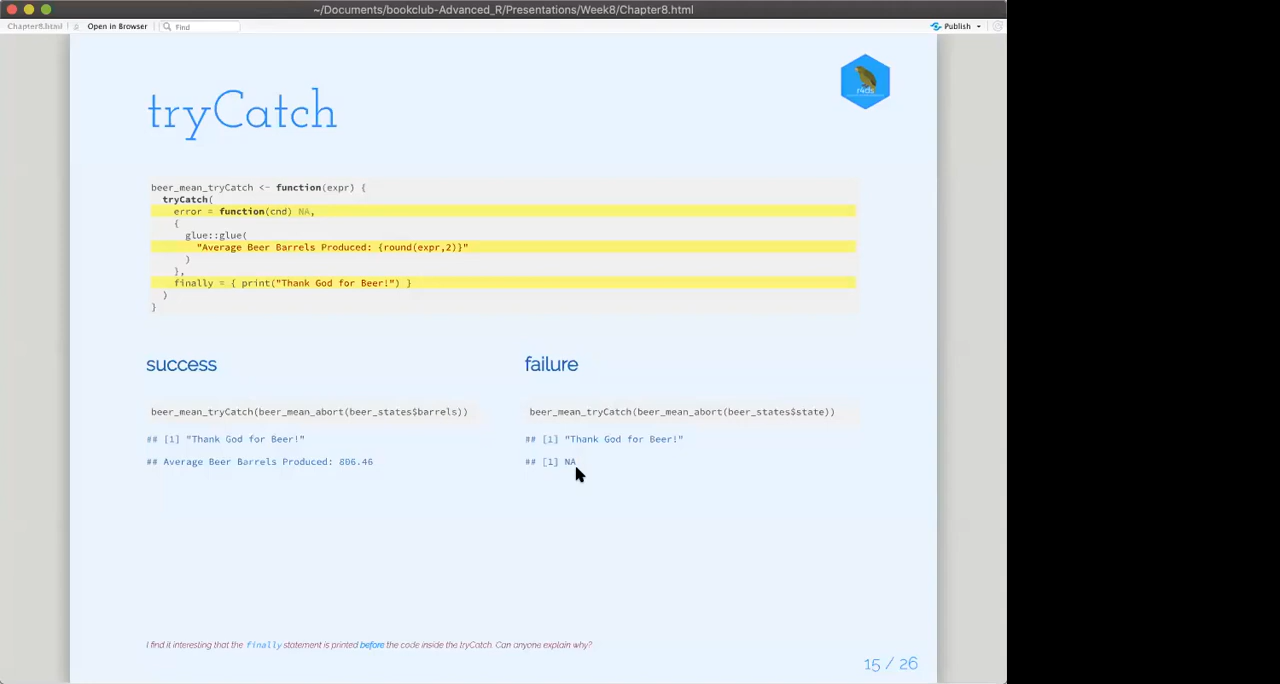 ~/Documents/bookclub-Advanced_R/Presentations/Week8/Chapter8.html
Chapter8.html
Open in Browser
Find
Publish
r4ds
tryCatch
beer_mean_tryCatch <- function(expr) {
tryCatch(
error = function(cnd) NA,
{
glue::glue(
"Average Beer Barrels Produced: {round(expr,2)}"
)
},
finally = { print("Thank God for Beer!") }
)
}
success
beer_mean_tryCatch(beer_mean_abort(beer_states$barrels))
## [1] "Thank God for Beer!"
## Average Beer Barrels Produced: 806.46
failure
beer_mean_tryCatch(beer_mean_abort(beer_states$state))
## [1] "Thank God for Beer!"
## [1] NA
I find it interesting that the finally statement is printed before the code inside the tryCatch. Can anyone explain why?
15 / 26